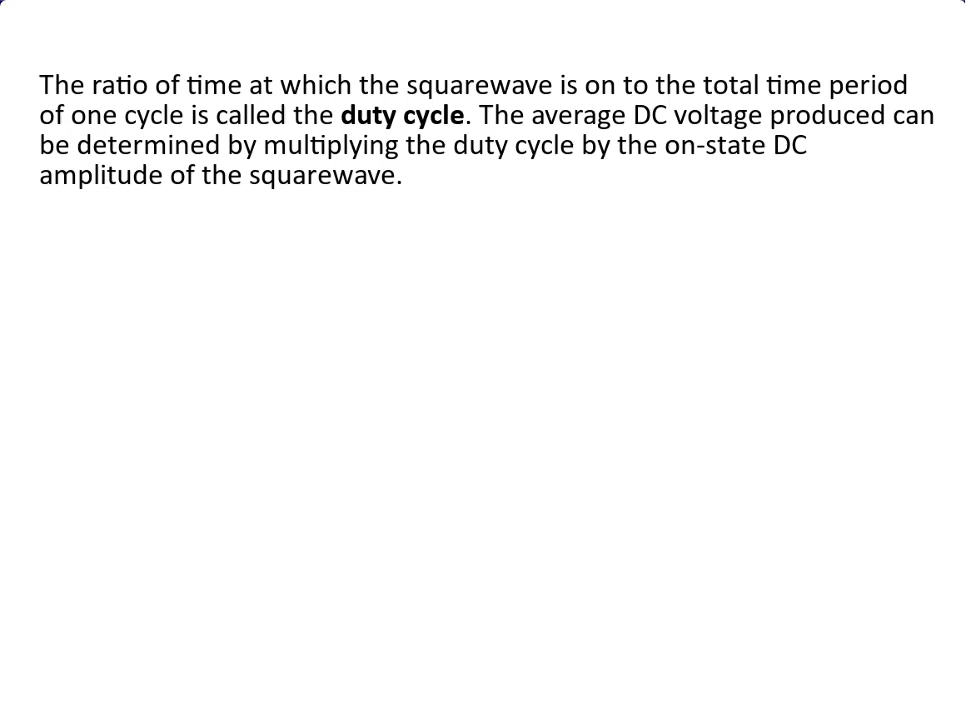 The ratio of time at which the squarewave is on to the total time period
of one cycle is called the duty cycle. The average DC voltage produced can
be determined by multiplying the duty cycle by the on-state DC
amplitude of the squarewave.